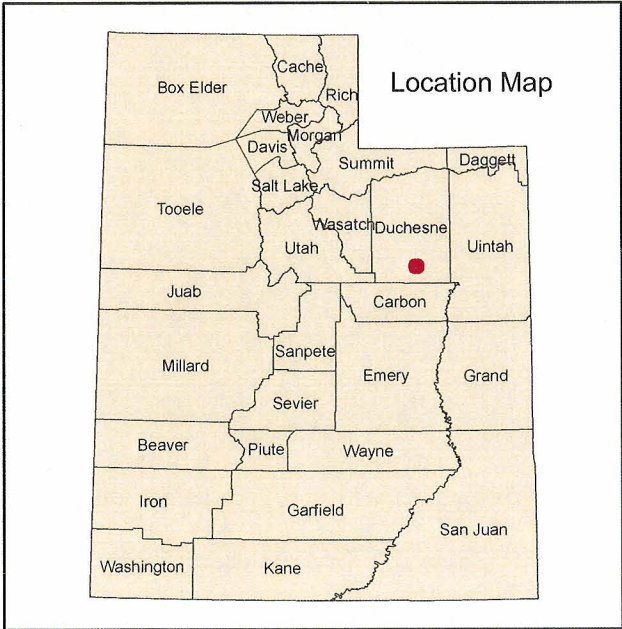 Location Map
Cache
Box Elder
Rich
Weber
Morgan
Davis
Summit
Daggett
Salt Lake
Tooele
Wasatch
Duchesne
Utah
Uintah
Juab
Carbon
Sanpete
Millard
Emery
Grand
Sevier
Beaver
Piute
Wayne
Iron
Garfield
San Juan
Washington
Kane